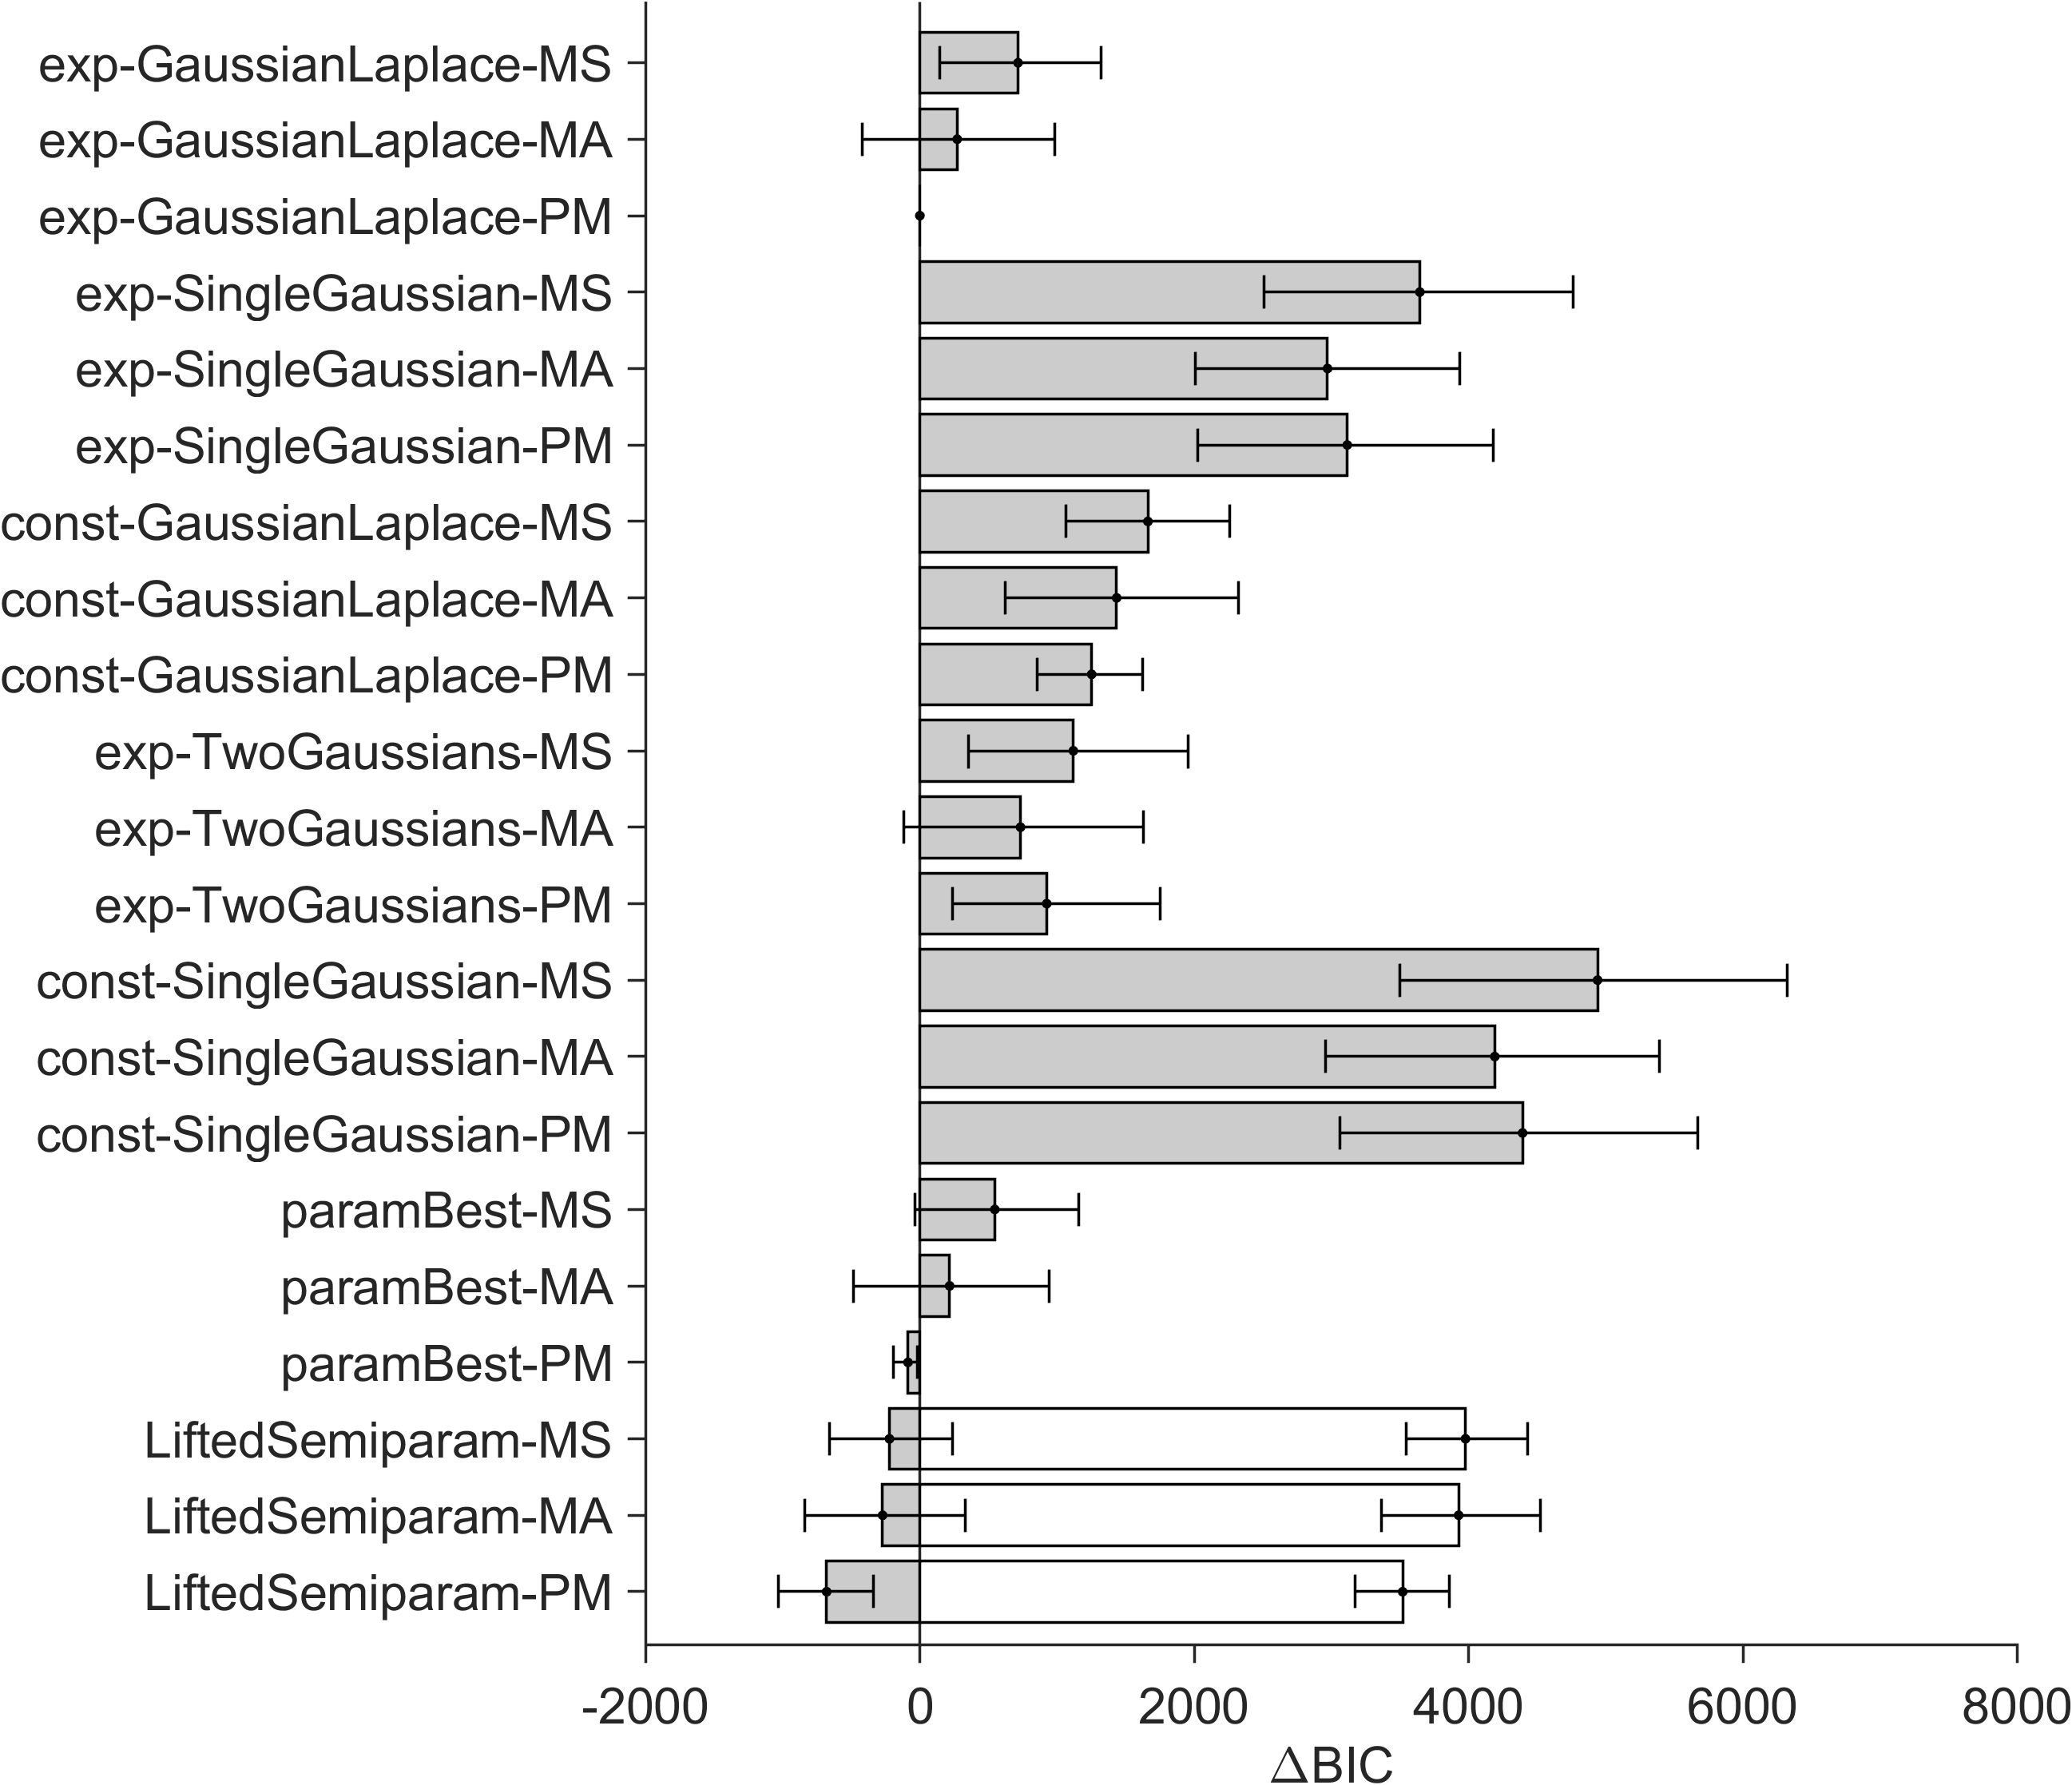 exp-GaussianLaplace-MS
exp-GaussianLaplace-MA
exp-GaussianLaplace-PM
exp-SingleGaussian-MS
exp-SingleGaussian-MA
exp-SingleGaussian-PM
const-GaussianLaplace-MS
const-GaussianLaplace-MA
const-GaussianLaplace-PM
exp-TwoGaussians-MS
exp-TwoGaussians-MA
exp-TwoGaussians-PM
const-SingleGaussian-MS
const-SingleGaussian-MA
const-SingleGaussian-PM
paramBest-MS
paramBest-MA
paramBest-PM
LiftedSemiparam-MS
LiftedSemiparam-MA
LiftedSemiparam-PM
-2000 0 2000 4000 6000 8000
ΔBIC